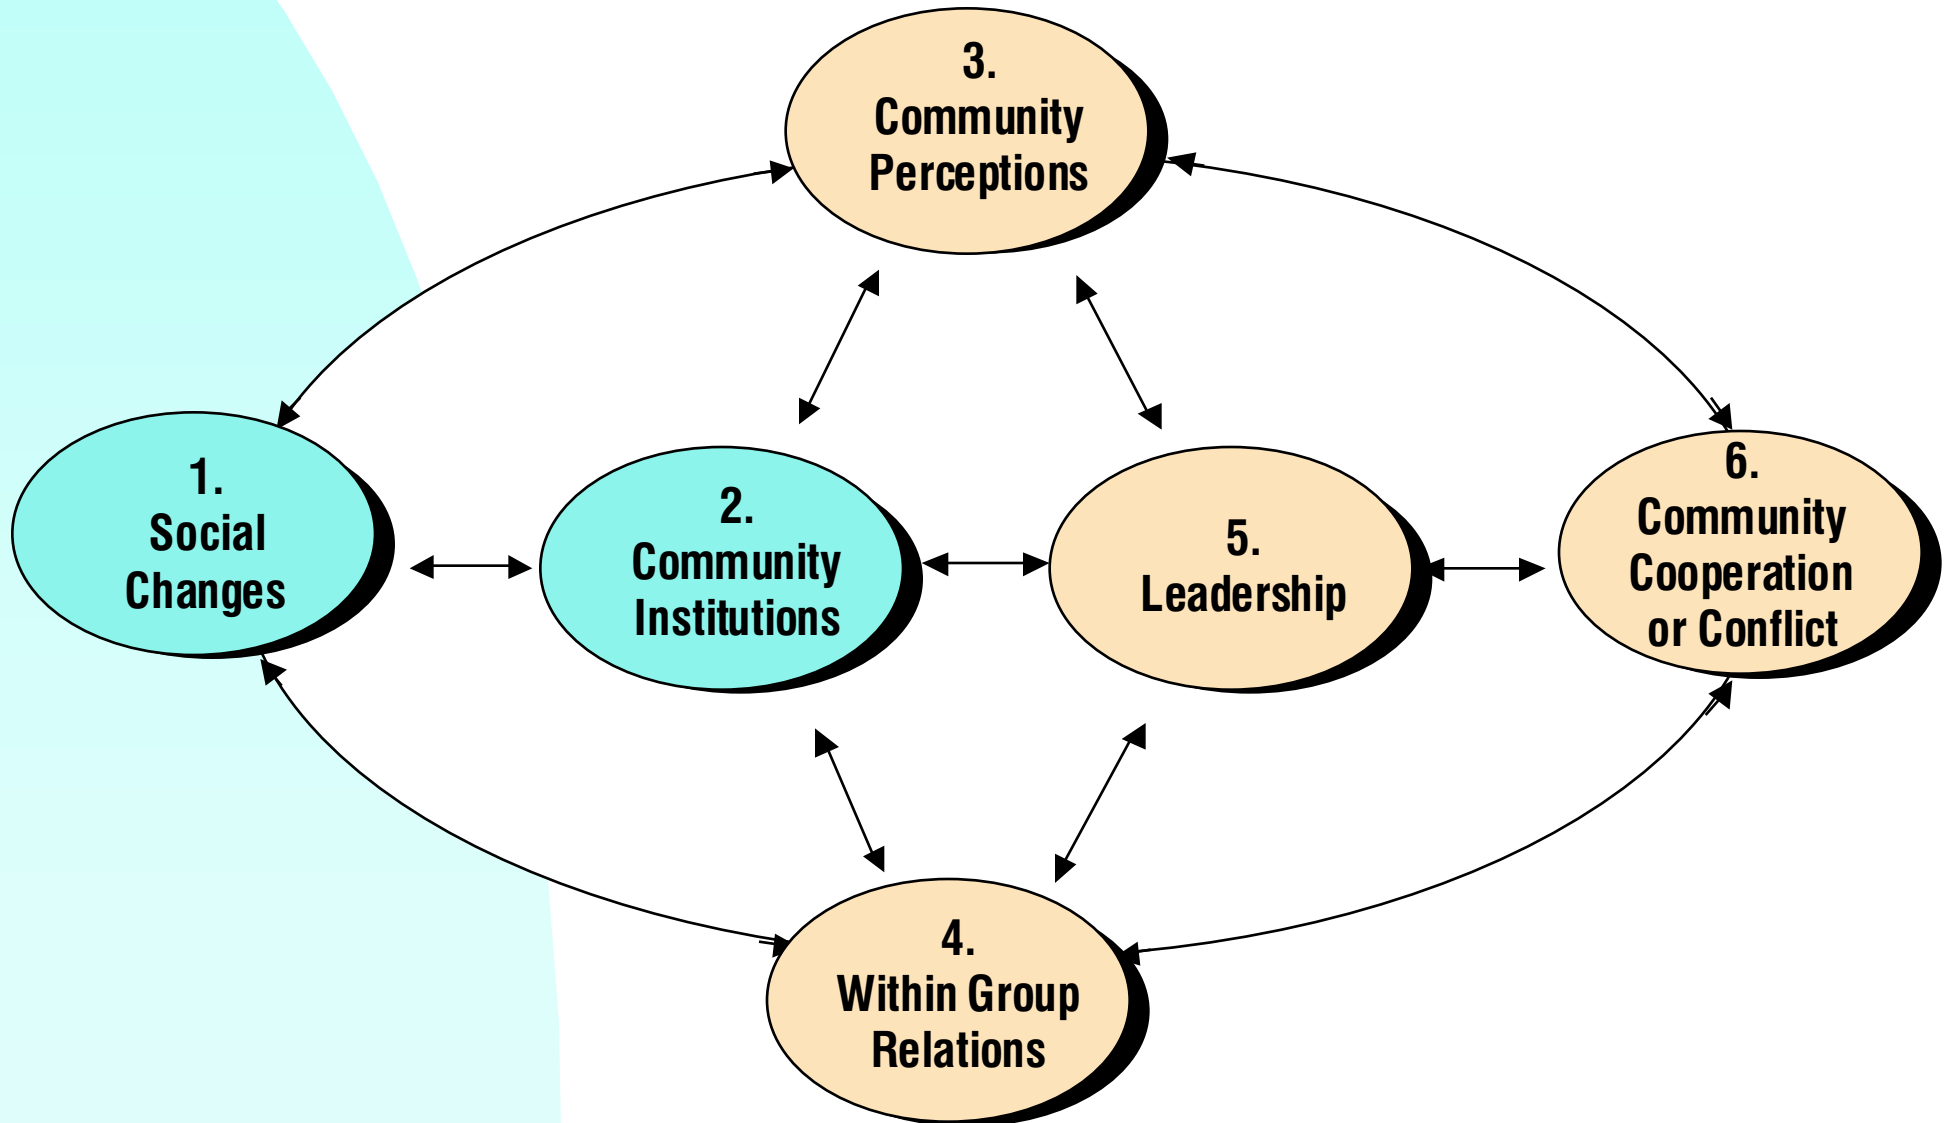 3.
Community
Perceptions
1.
Social
Changes
2.
Community
Institutions
5.
Leadership
6.
Community
Cooperation
or Conflict
4.
Within Group
Relations